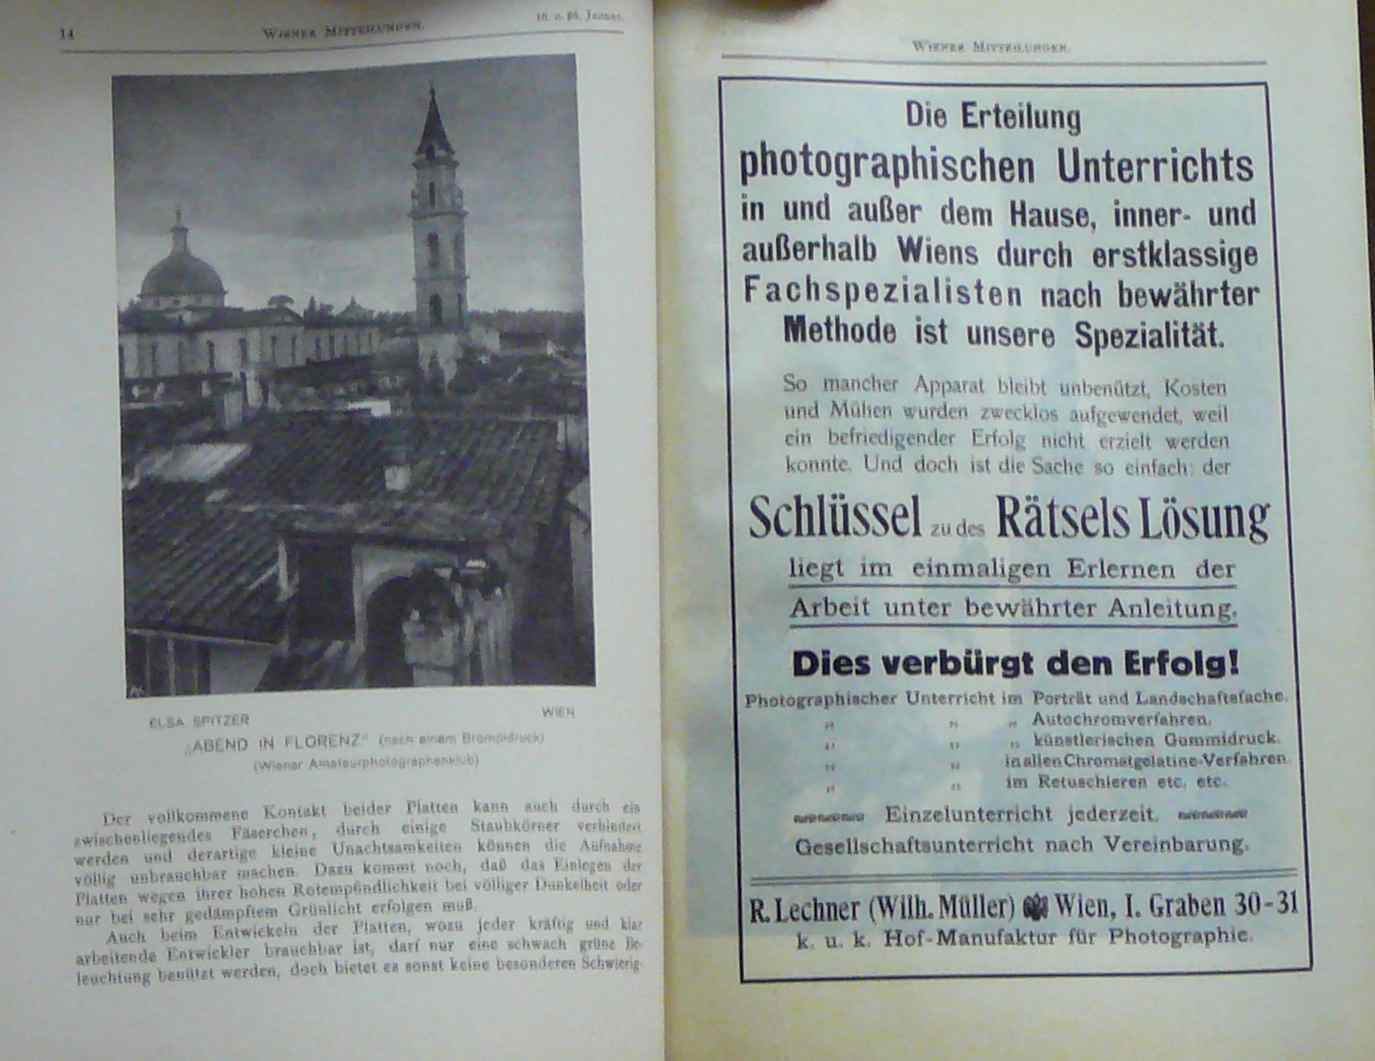 14
WIENER MITTEILUNGEN.
Januar.
ELSA SPITZER
WIEN
„ABEND IN FLORENZ“ (nach einem Bromöldruck)
(Wiener Amateurphotographenklub)
Der vollkommene Kontakt beider Platten kann auch durch ein
zwischenliegendes Fäserchen, durch einige Staubkörner verhindert
werden und derartige kleine Unachtsamkeiten können die Aufnahme
völlig unbrauchbar machen. Dazu kommt noch, daß das Einlegen der
Platten wegen ihrer hohen Rotempfindlichkeit bei völliger Dunkelheit oder
nur bei sehr gedämpftem Grünlicht erfolgen muß.
Auch beim Entwickeln der Platten, wozu jeder kräftig und klar
arbeitende Entwickler brauchbar ist, darf nur eine schwach grüne Be-
leuchtung benützt werden, doch bietet es sonst keine besonderen Schwierig-
WIENER MITTEILUNGEN.
Die Erteilung
photographischen Unterrichts
in und außer dem Hause, inner- und
außerhalb Wiens durch erstklassige
Fachspezialisten nach bewährter
Methode ist unsere Spezialität.
So mancher Apparat bleibt unbenützt, Kosten
und Mühen wurden zwecklos aufgewendet, weil
ein befriedigender Erfolg nicht erzielt werden
konnte. Und doch ist die Sache so einfach: der
Schlüssel zu des Rätsels Lösung
liegt im einmaligen Erlernen der
Arbeit unter bewährter Anleitung.
Dies verbürgt den Erfolg!
Photographischer Unterricht im Porträt und Landschaftsfache.
„ „ „ Autochromverfahren.
„ „ „ künstlerischen Gummidruck.
„ „ in allen Chromatgelatine-Verfahren.
„ „ im Retuschieren etc. etc.
Einzelunterricht jederzeit.
Gesellschaftsunterricht nach Vereinbarung.
R. Lechner (Wilh. Müller) Wien, I. Graben 30-31
k. u. k. Hof-Manufaktur für Photographie.